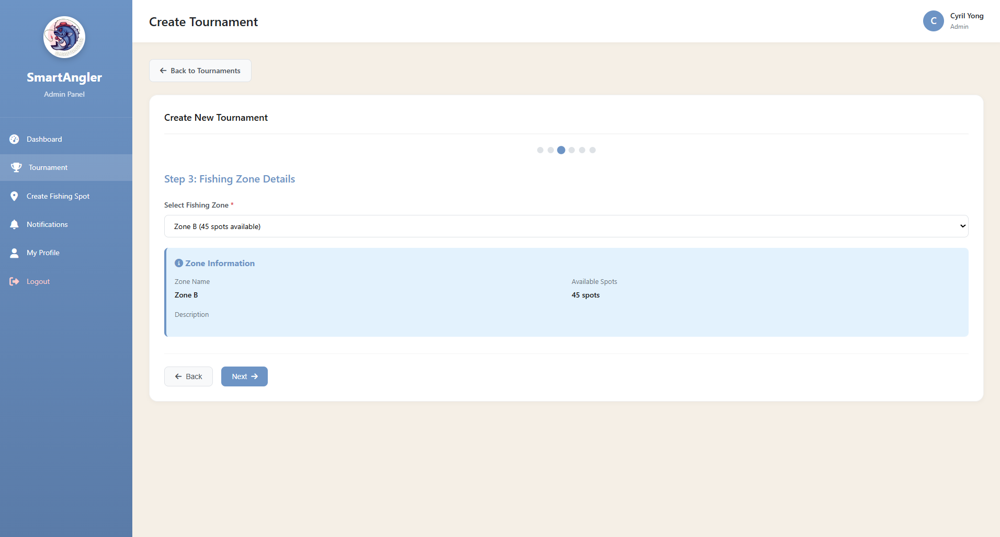 SMARTANGLER
SmartAngler
Admin Panel
Dashboard
Tournament
Create Fishing Spot
Notifications
My Profile
Logout
Create Tournament
C
Cyril Yong
Admin
Back to Tournaments
Create New Tournament
Step 3: Fishing Zone Details
Select Fishing Zone *
Zone B (45 spots available)
Zone Information
Zone Name
Available Spots
Zone B
45 spots
Description
Back
Next